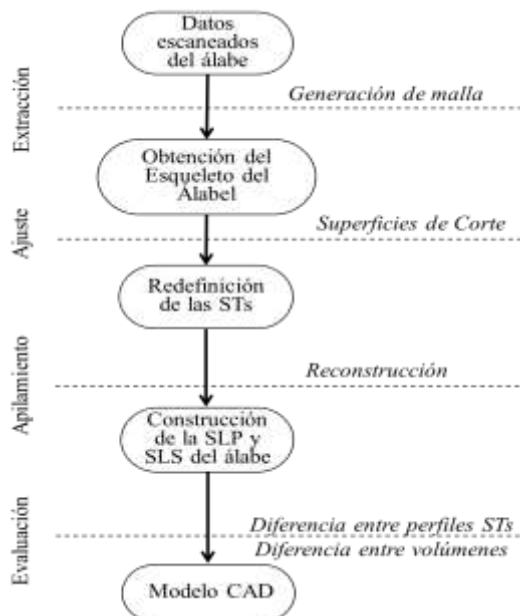 Datos
escaneados
del álabe
Extracción
Generación de malla
Obtención del
Esqueleto del
Álabel
Ajuste
Superficies de Corte
Redefinición
de las STs
Apilamiento
Reconstrucción
Construcción
de la SLP y
SLS del álabe
Evaluación
Diferencia entre perfiles STs
Diferencia entre volúmenes
Modelo CAD